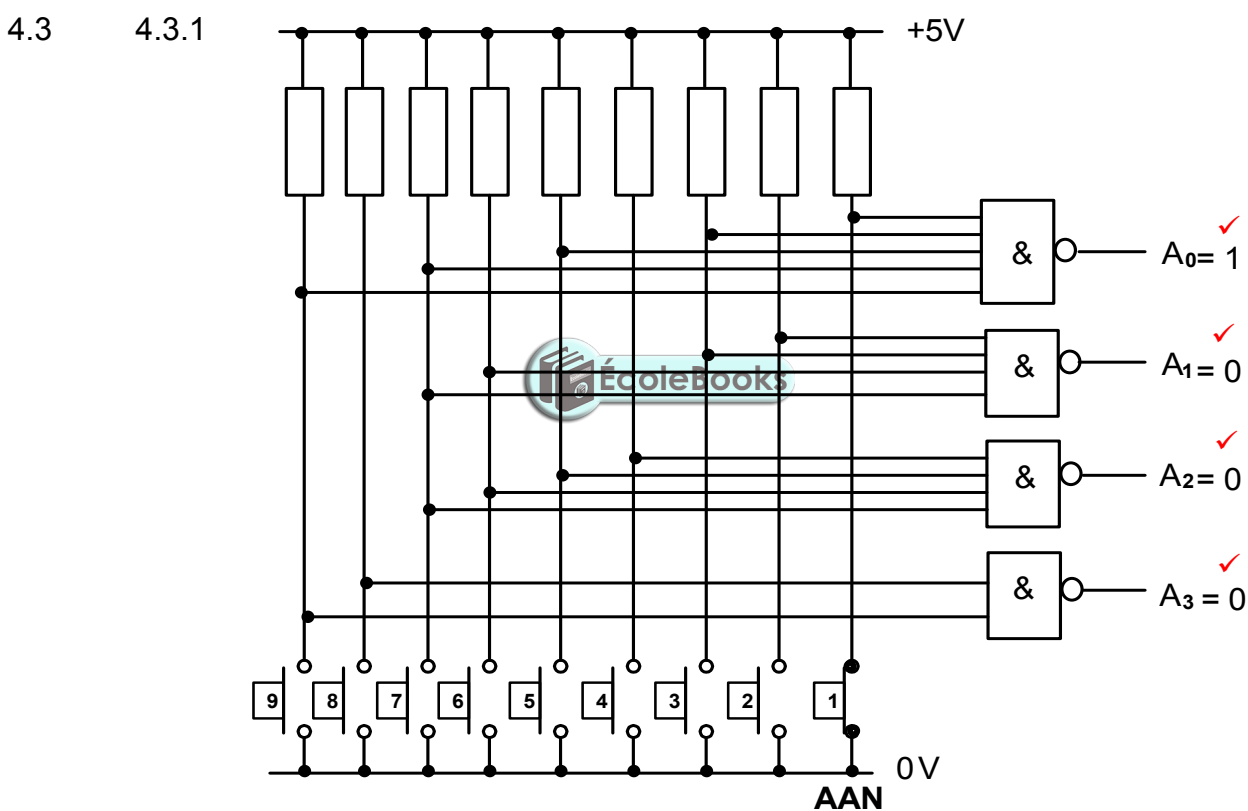 4.3 4.3.1 +5V
& A0= 1
& A1= 0
ÉcoleBooks
& A2= 0
& A3 = 0
9 8 7 6 5 4 3 2 1
0V
AAN